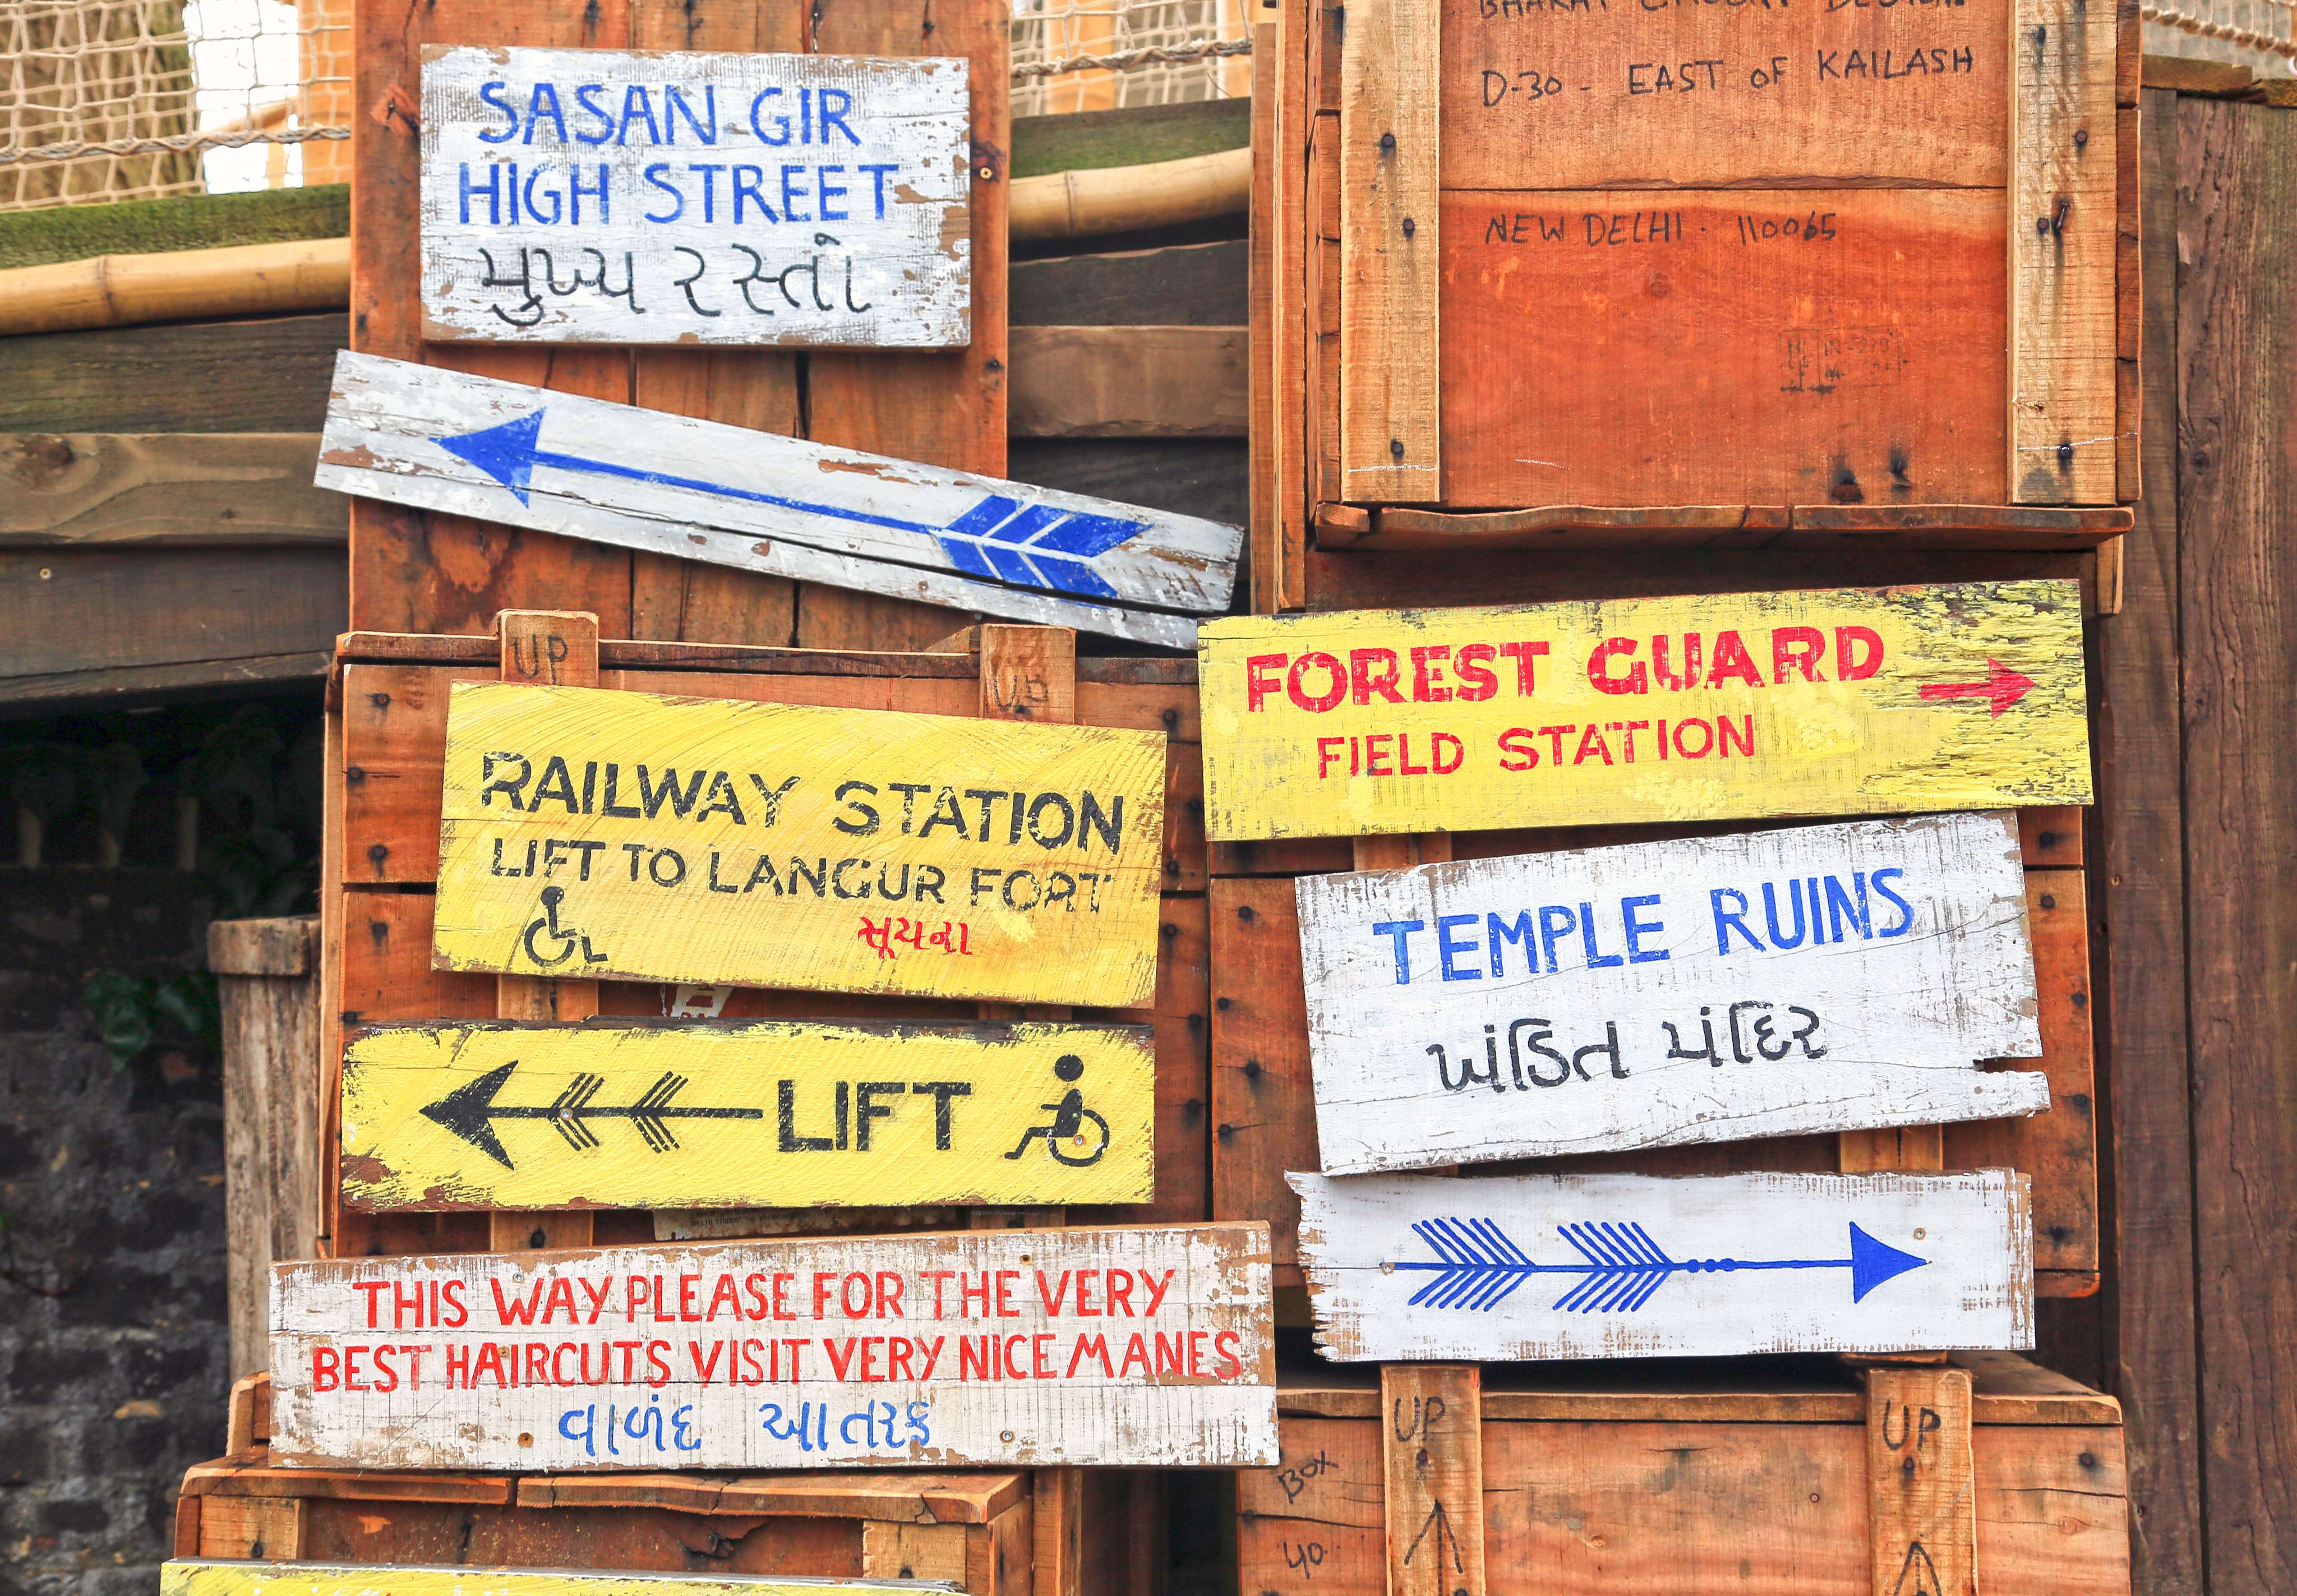 SASAN GIR
HIGH STREET
મુખ્ય રસ્તો
D-30 - EAST OF KAILASH
NEW DELHI. 110065
UP
UP
RAILWAY STATION
LIFT TO LANGUR FORT
સૂચના
LIFT
THIS WAY PLEASE FOR THE VERY
BEST HAIRCUTS VISIT VERY NICE MANES
વાળંદ આતરફ
FOREST GUARD
FIELD STATION
TEMPLE RUINS
ખંડિત મંદિર
UP
UP
BOX
40